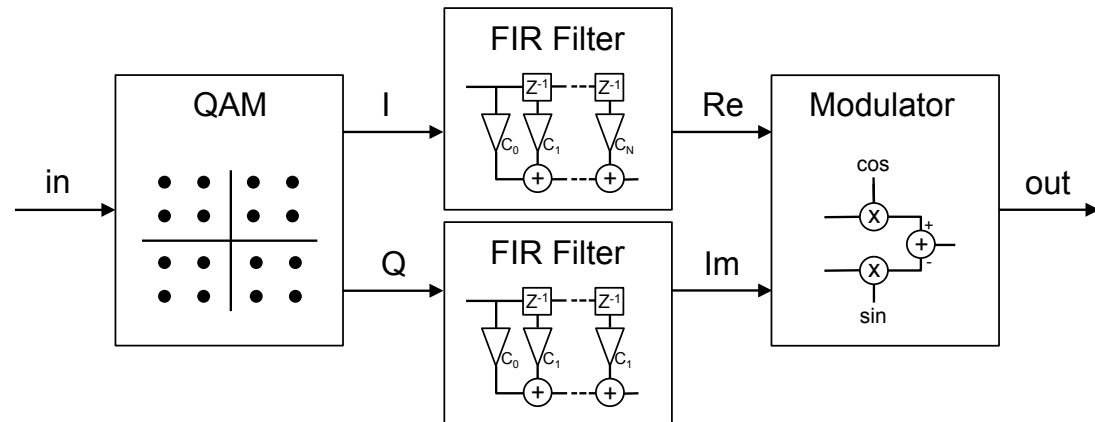 in
QAM
I
Q
FIR Filter
Z-1 Z-1
C0 C1 CN
+ +
FIR Filter
Z-1 Z-1
C0 C1 C1
+ +
Re
Im
Modulator
cos
X
+
+
-
X
sin
out